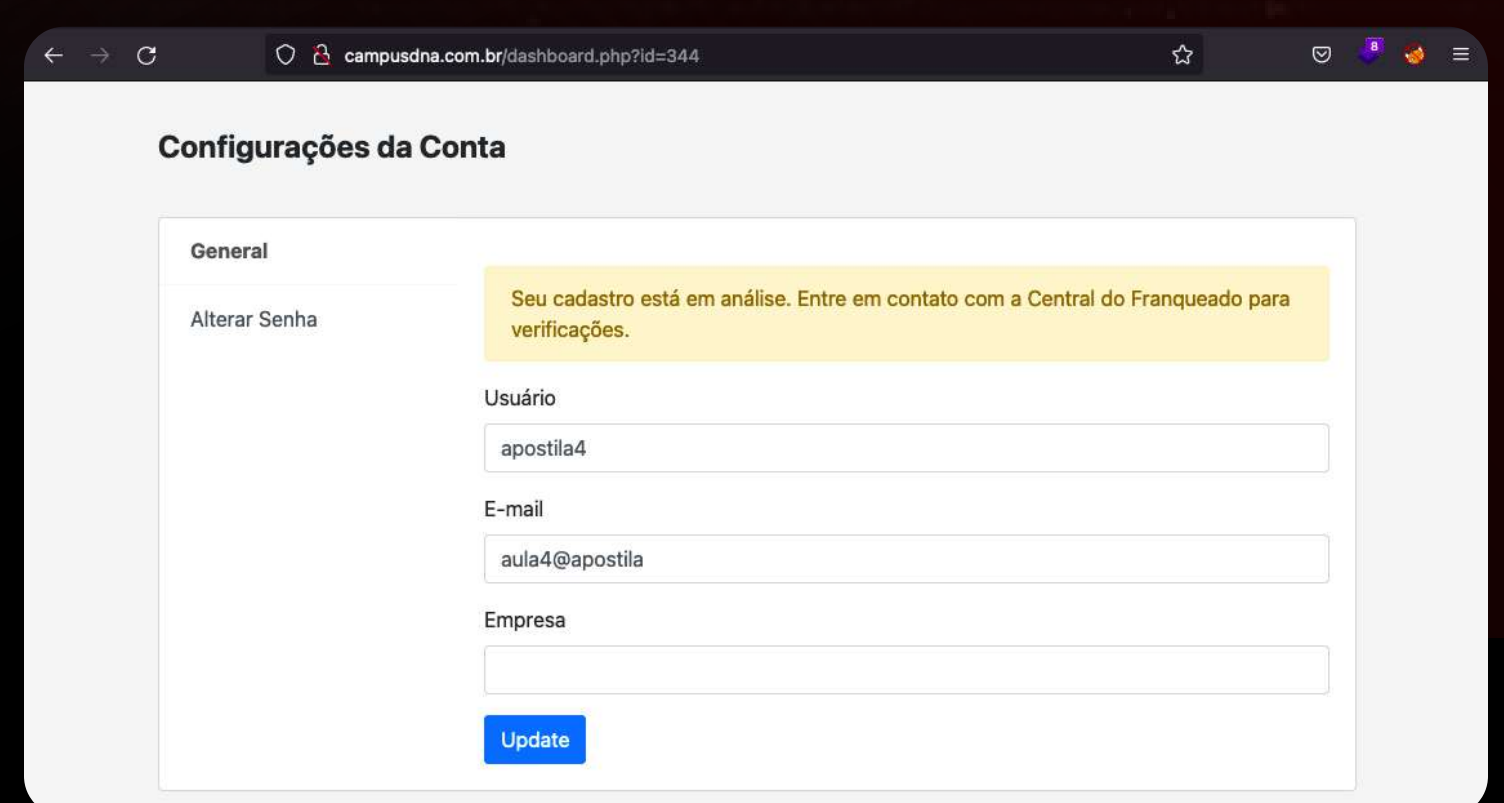 campusdna.com.br/dashboard.php?id=344
8
Configurações da Conta
General
Alterar Senha
Seu cadastro está em análise. Entre em contato com a Central do Franqueado para
verificações.
Usuário
apostila4
E-mail
aula4@apostila
Empresa
Update